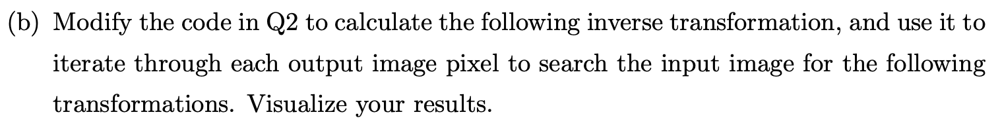 (b) Modify the code in Q2 to calculate the following inverse transformation, and use it to
iterate through each output image pixel to search the input image for the following
transformations. Visualize your results.